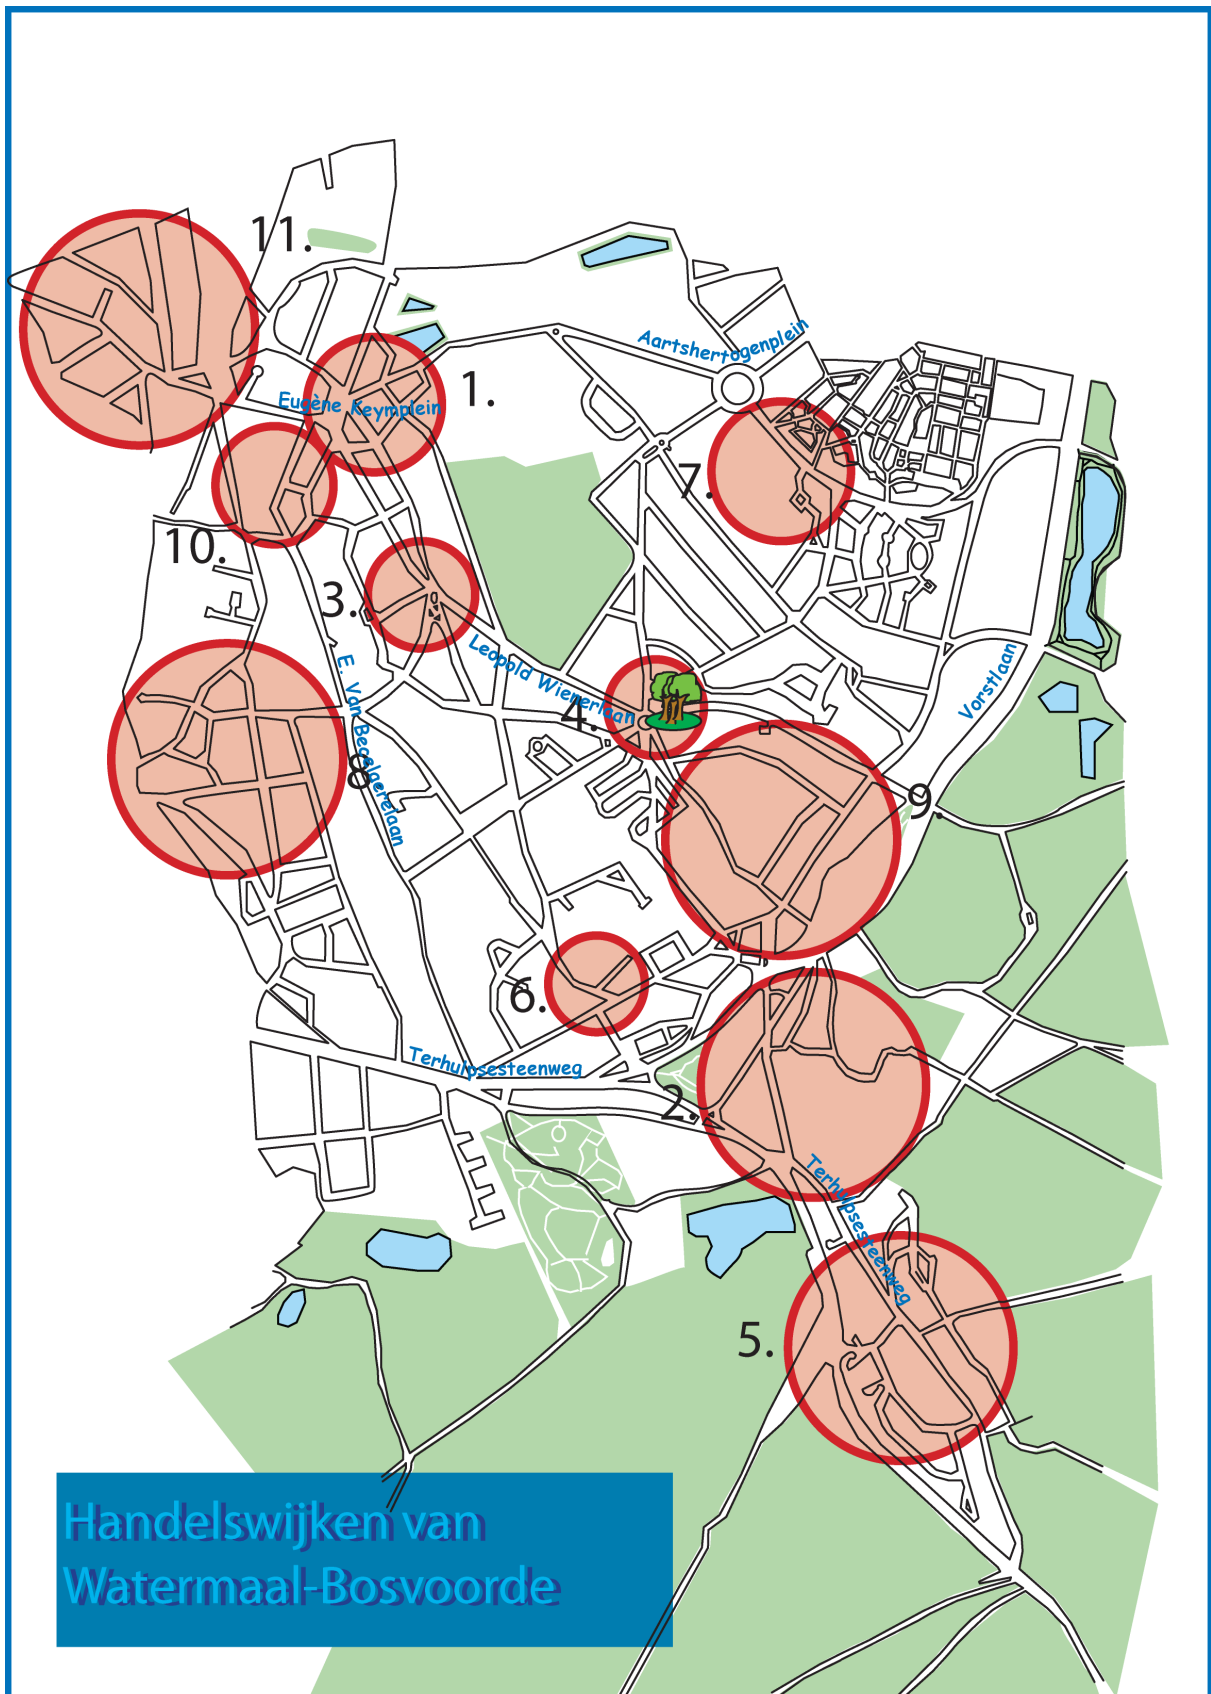 11.
Aartshertogenplein
1.
Eugène Keymplein
7.
10.
3.
Leopold Wienerlaan
E. Van Becelaerelaan
Vorstlaan
4.
8
9.
6.
Terhulpsesteenweg
2.
Terhulpsesteenweg
5.
Handelswijken van
Watermaal-Bosvoorde